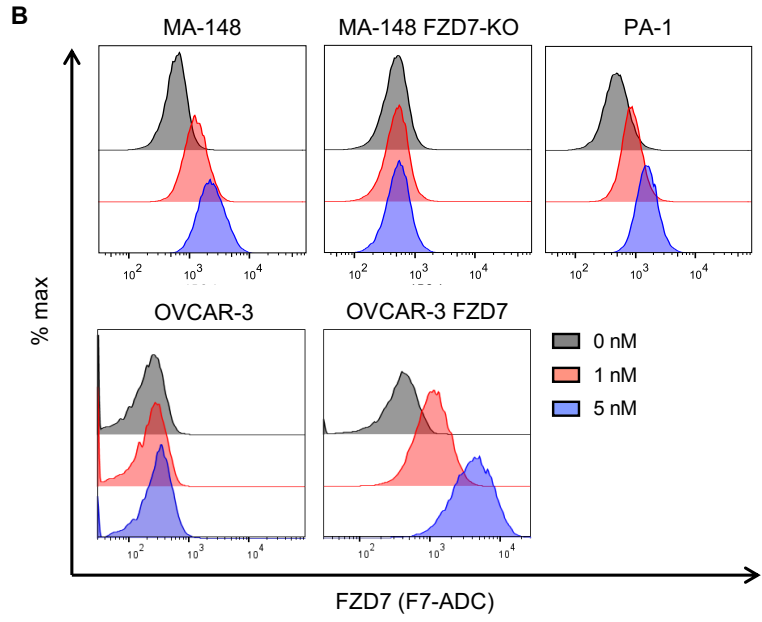 B
MA-148
MA-148 FZD7-KO
PA-1
10² 10³ 10⁴
10² 10³ 10⁴
10² 10³ 10⁴
% max
OVCAR-3
OVCAR-3 FZD7
0 nM
1 nM
5 nM
10² 10³ 10⁴
10² 10³ 10⁴
FZD7 (F7-ADC)